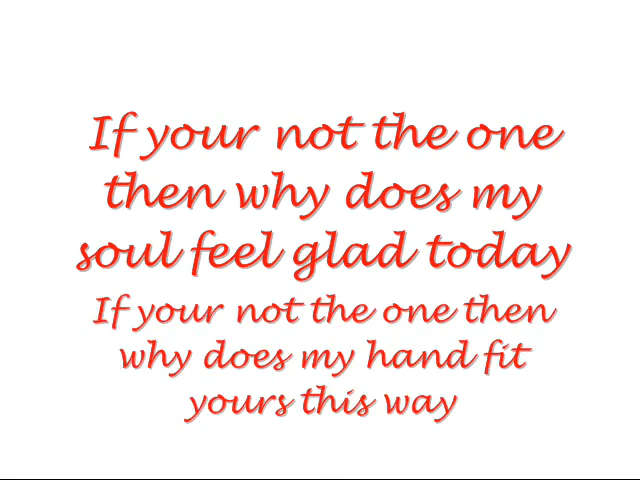 If your not the one
then why does my
soul feel glad today
If your not the one then
why does my hand fit
yours this way